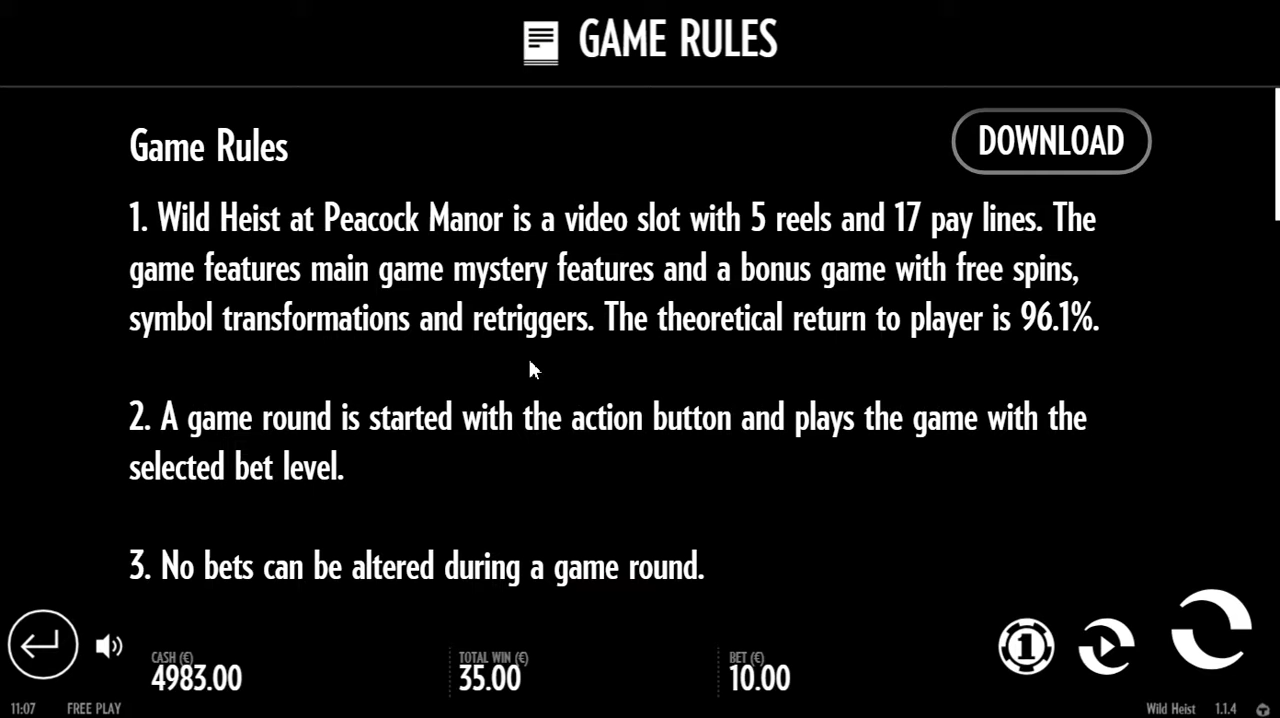 GAME RULES
Game Rules
DOWNLOAD
1. Wild Heist at Peacock Manor is a video slot with 5 reels and 17 pay lines. The
game features main game mystery features and a bonus game with free spins,
symbol transformations and retriggers. The theoretical return to player is 96.1%.
2. A game round is started with the action button and plays the game with the
selected bet level.
3. No bets can be altered during a game round.
CASH (€)
4983.00
TOTAL WIN (€)
35.00
BET (€)
10.00
1
11:07
FREE PLAY
Wild Heist
1.1.4